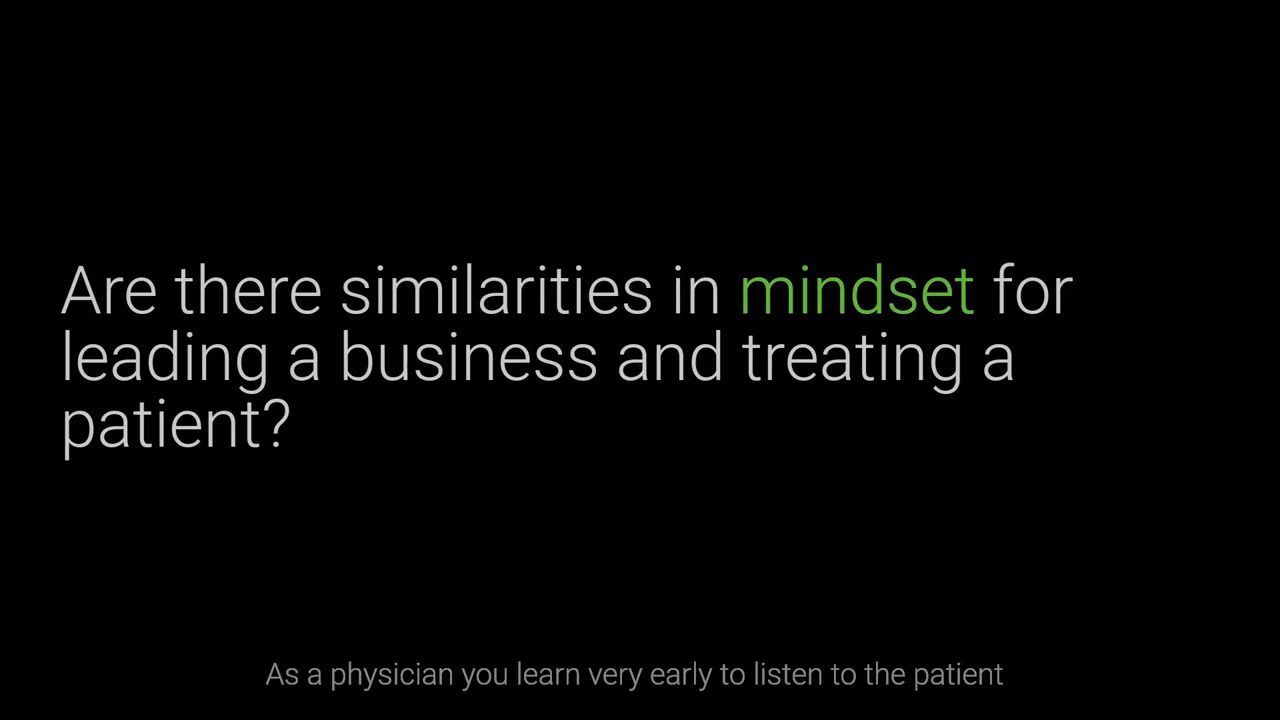 Are there similarities in mindset for
leading a business and treating a
patient?
As a physician you learn very early to listen to the patient